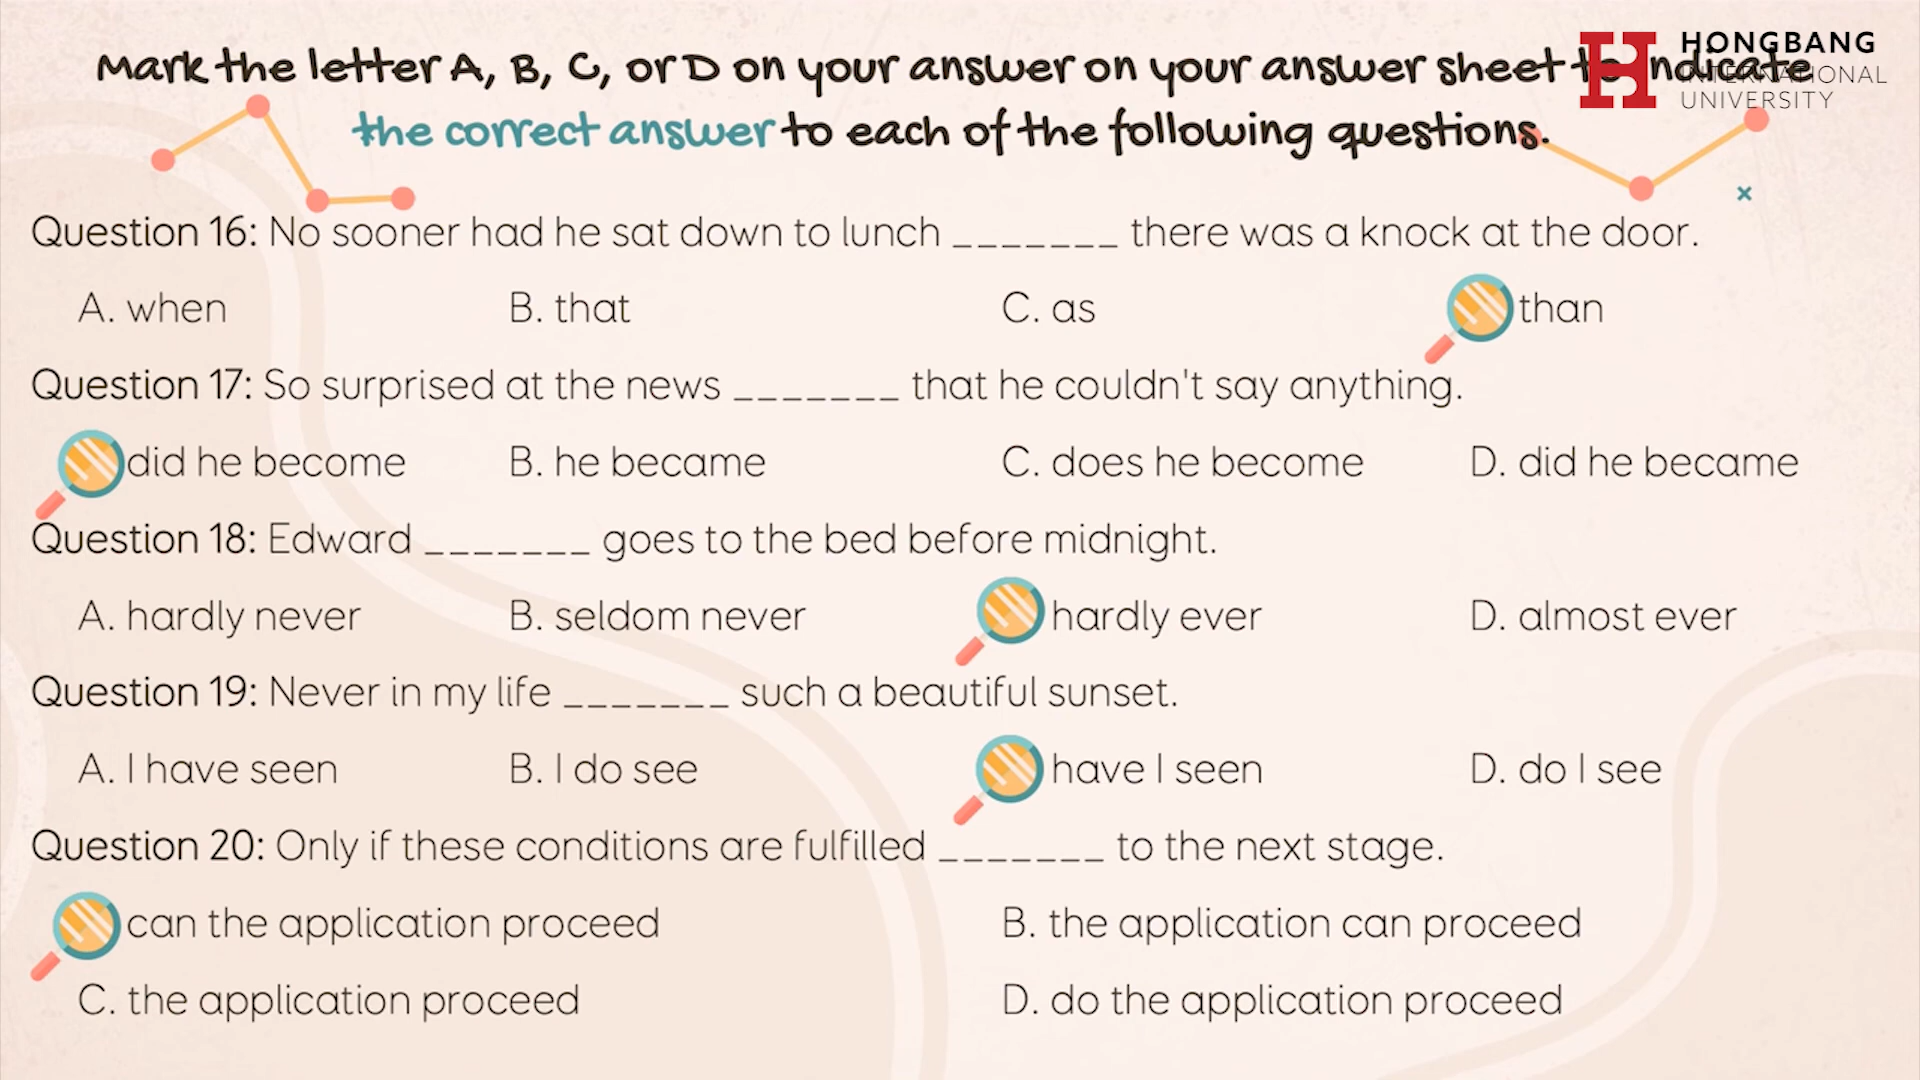 HONGBANG
INTERNATIONAL
UNIVERSITY
Mark the letter A, B, C, or D on your answer on your answer sheet to indicate
the correct answer to each of the following questions.
Question 16: No sooner had he sat down to lunch _______ there was a knock at the door.
A. when B. that C. as than
Question 17: So surprised at the news _______ that he couldn't say anything.
did he become B. he became C. does he become D. did he became
Question 18: Edward _______ goes to the bed before midnight.
A. hardly never B. seldom never hardly ever D. almost ever
Question 19: Never in my life _______ such a beautiful sunset.
A. I have seen B. I do see have I seen D. do I see
Question 20: Only if these conditions are fulfilled _______ to the next stage.
can the application proceed B. the application can proceed
C. the application proceed D. do the application proceed